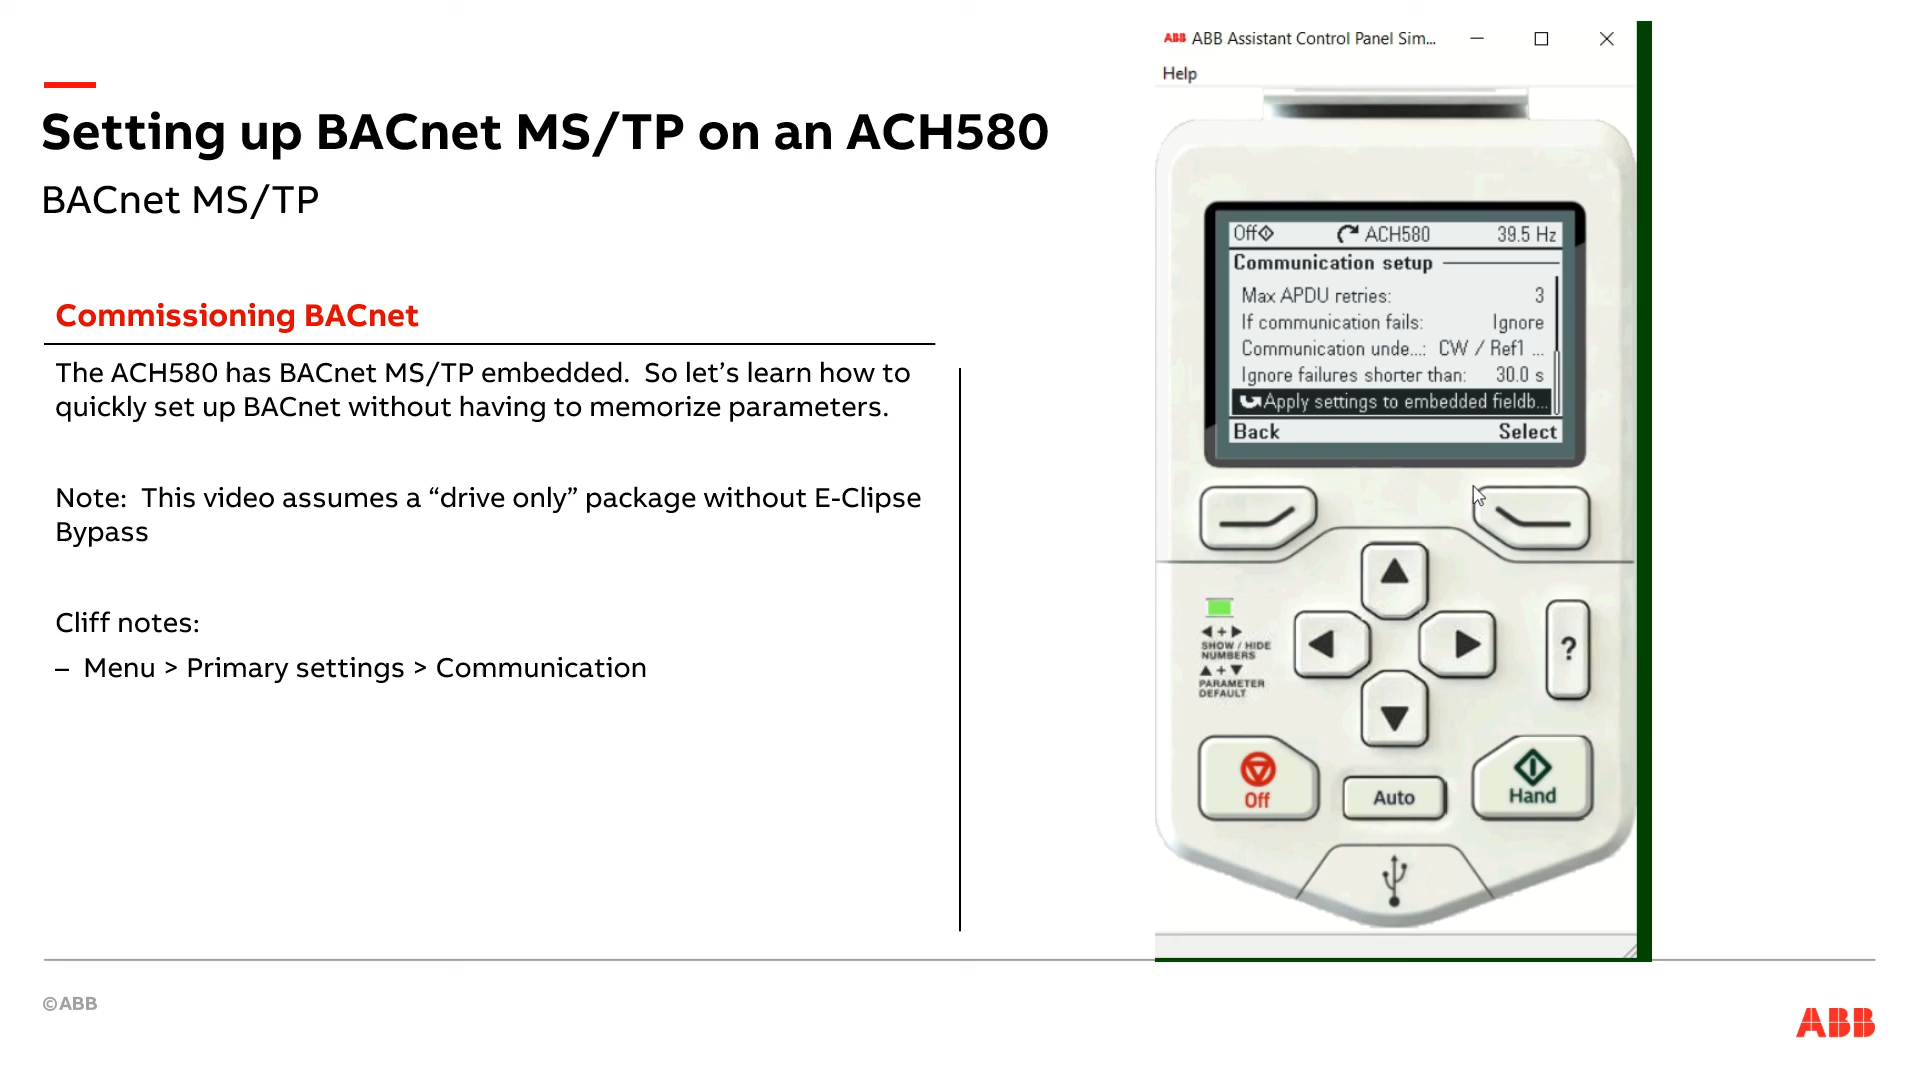 Setting up BACnet MS/TP on an ACH580
BACnet MS/TP
Commissioning BACnet
The ACH580 has BACnet MS/TP embedded.  So let’s learn how to
quickly set up BACnet without having to memorize parameters.
Note:  This video assumes a “drive only” package without E-Clipse
Bypass
Cliff notes:
– Menu > Primary settings > Communication
ABB ABB Assistant Control Panel Sim...
Help
Off ACH580 39.5 Hz
Communication setup
Max APDU retries: 3
If communication fails: Ignore
Communication unde...: CW / Ref1 ...
Ignore failures shorter than: 30.0 s
Apply settings to embedded fieldb...
Back Select
◀ + ▶
SHOW / HIDE
NUMBERS
▲ + ▼
PARAMETER
DEFAULT
?
Off
Auto
Hand
©ABB
ABB